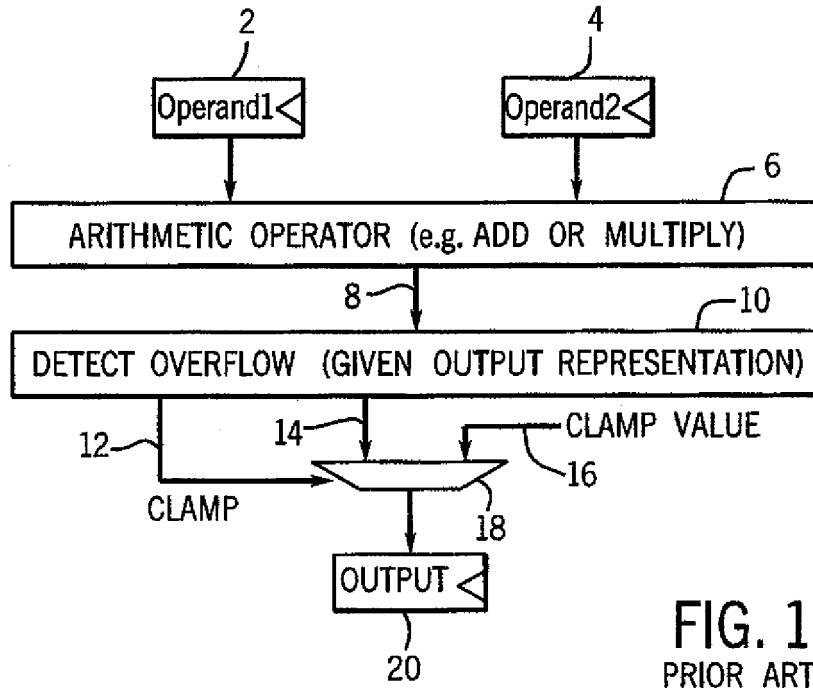 2
4
Operand1
Operand2
6
ARITHMETIC OPERATOR (e.g. ADD OR MULTIPLY)
8
10
DETECT OVERFLOW (GIVEN OUTPUT REPRESENTATION)
12
14
CLAMP VALUE
16
CLAMP
18
OUTPUT
20
FIG. 1
PRIOR ART